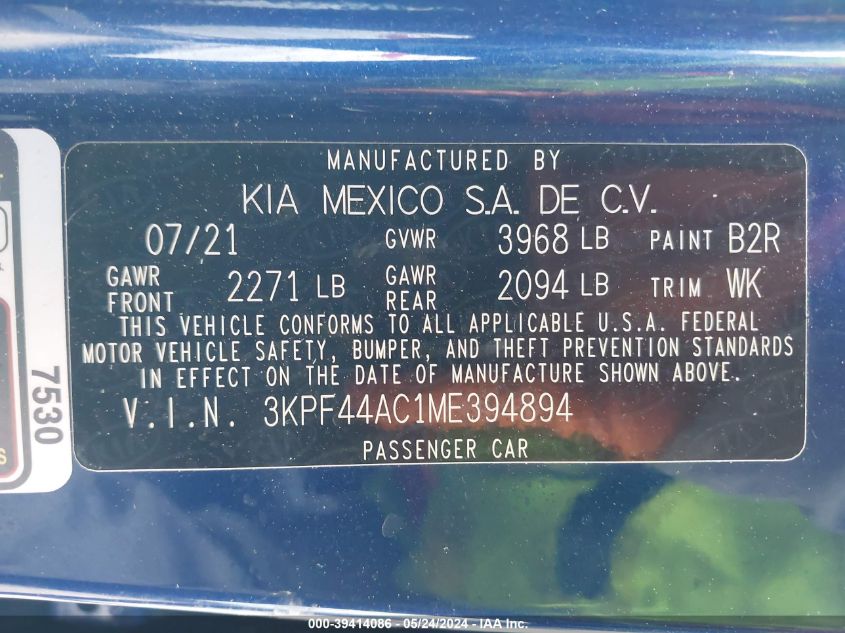 MANUFACTURED BY
KIA MEXICO S.A. DE C.V.
07/21 GVWR 3968 LB PAINT B2R
GAWR FRONT 2271 LB GAWR REAR 2094 LB TRIM WK
THIS VEHICLE CONFORMS TO ALL APPLICABLE U.S.A. FEDERAL
MOTOR VEHICLE SAFETY, BUMPER, AND THEFT PREVENTION STANDARDS
IN EFFECT ON THE DATE OF MANUFACTURE SHOWN ABOVE.
V.I.N. 3KPF44AC1ME394894
PASSENGER CAR
7530
000-39414086 - 05/24/2024 - IAA Inc.